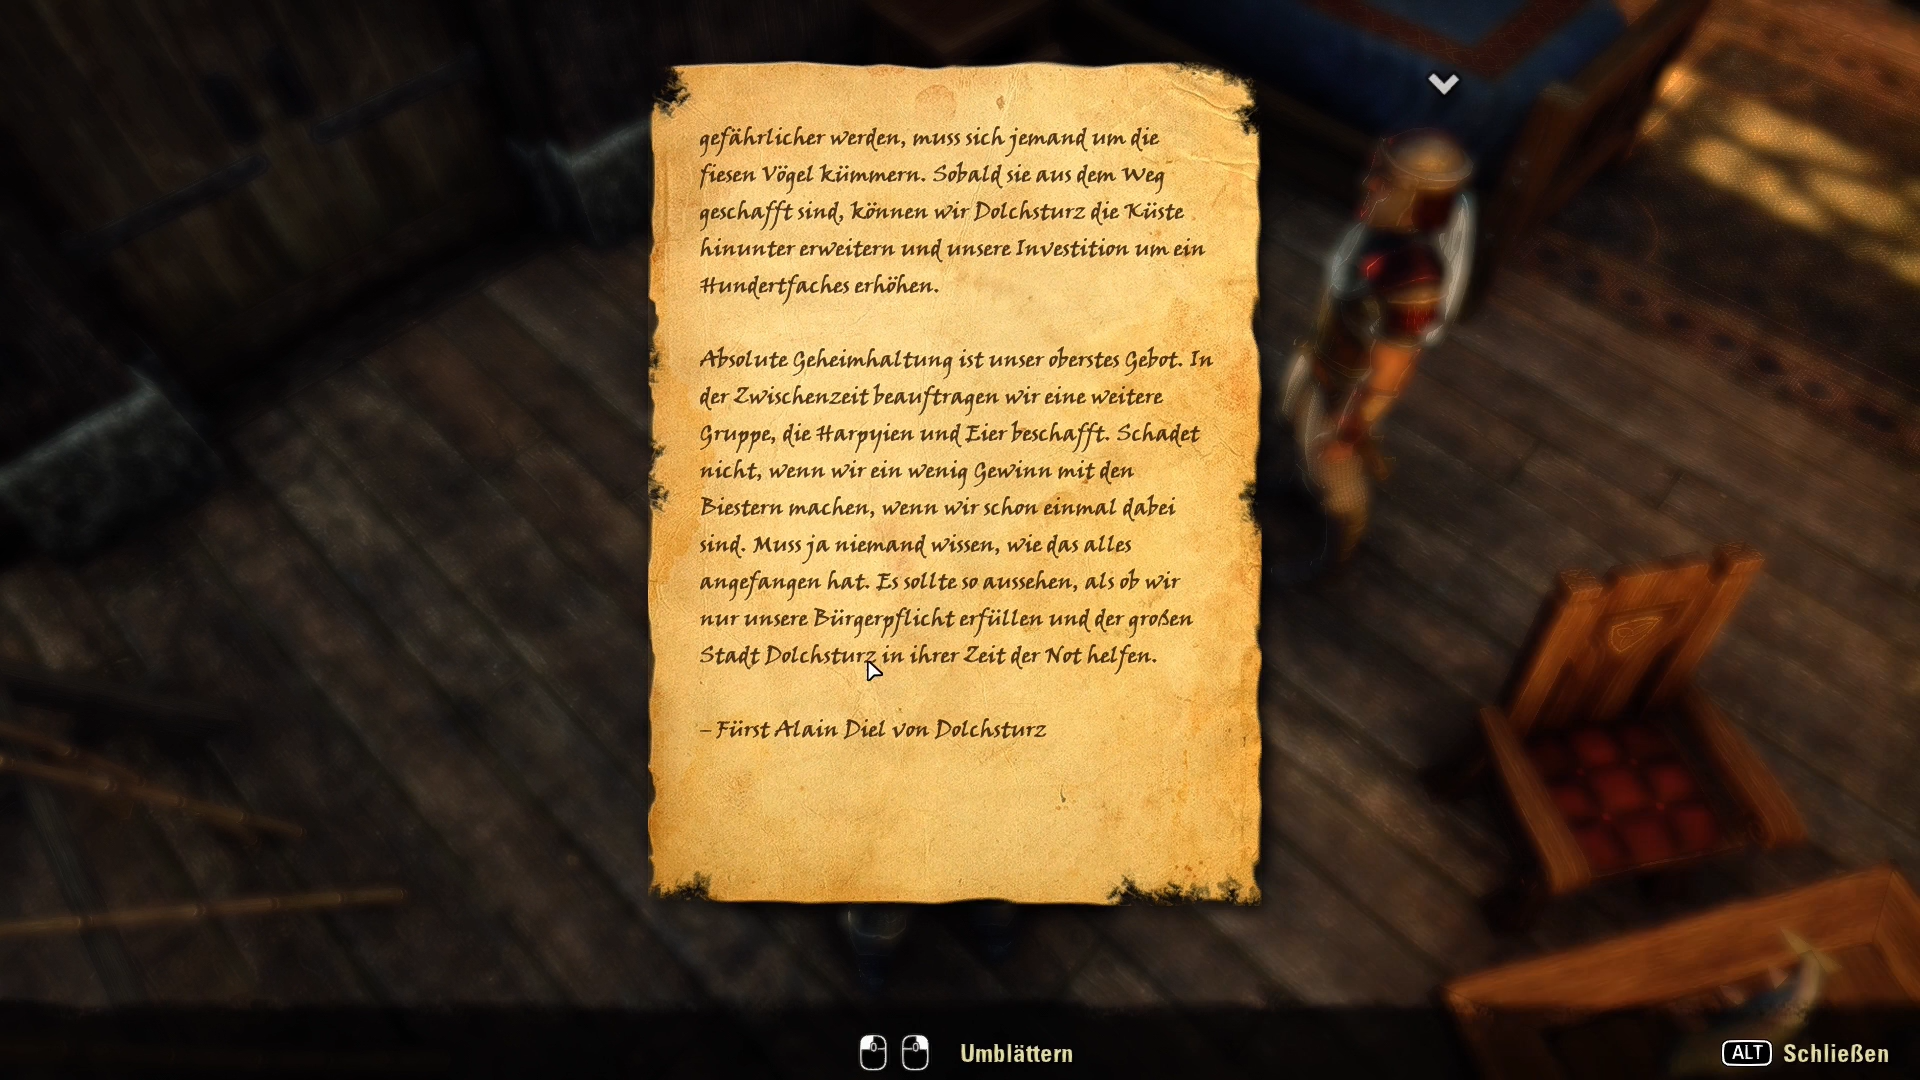 gefährlicher werden, muss sich jemand um die
fiesen Vögel kümmern. Sobald sie aus dem Weg
geschafft sind, können wir Dolchsturz die Küste
hinunter erweitern und unsere Investition um ein
Hundertfaches erhöhen.
Absolute Geheimhaltung ist unser oberstes Gebot. In
der Zwischenzeit beauftragen wir eine weitere
Gruppe, die Harpyien und Eier beschafft. Schadet
nicht, wenn wir ein wenig Gewinn mit den
Biestern machen, wenn wir schon einmal dabei
sind. Muss ja niemand wissen, wie das alles
angefangen hat. Es sollte so aussehen, als ob wir
nur unsere Bürgerpflicht erfüllen und der großen
Stadt Dolchsturz in ihrer Zeit der Not helfen.
– Fürst Alain Diel von Dolchsturz
Umblättern
ALT Schließen